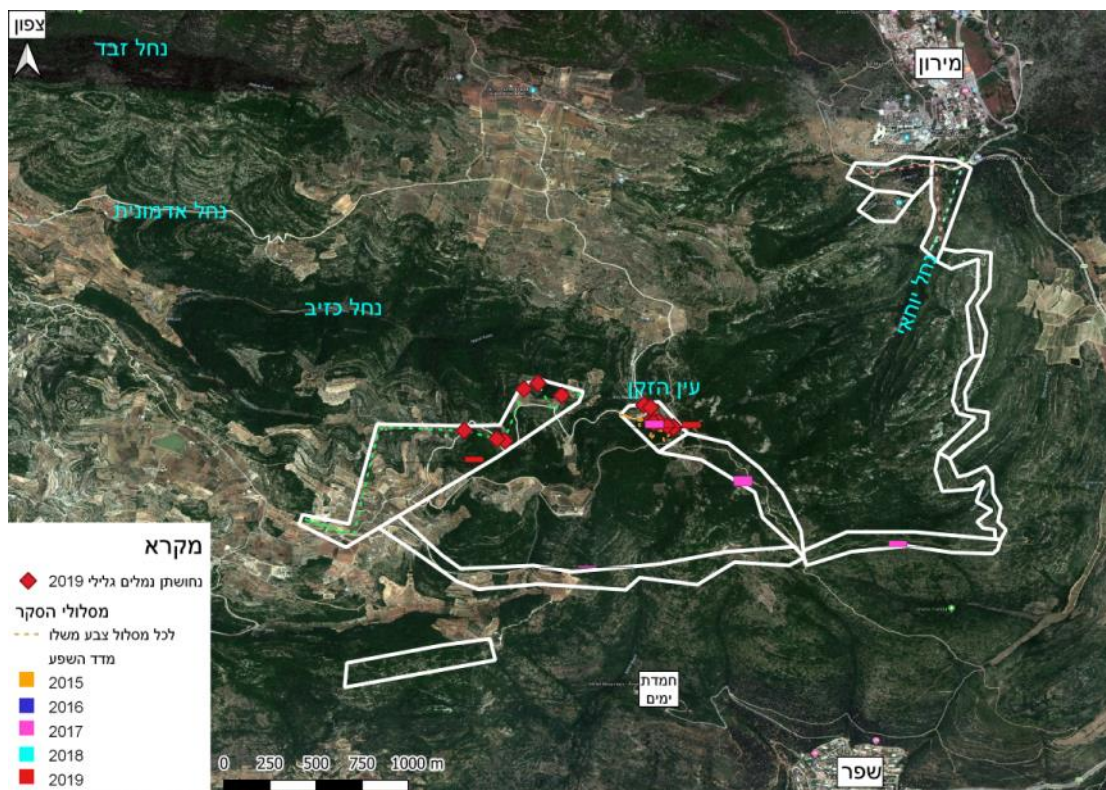 צפון
נחל זבד
מירון
נחל אדמונית
נחל יוחאי
נחל כזיב
עין הזקן
מקרא
נחושתן נמלים גלילי 2019
מסלולי הסקר
לכל מסלול צבע משלו
מדד השפע
2015
2016
2017
2018
2019
חמדת
ימים
שפר
0 250 500 750 1000 m